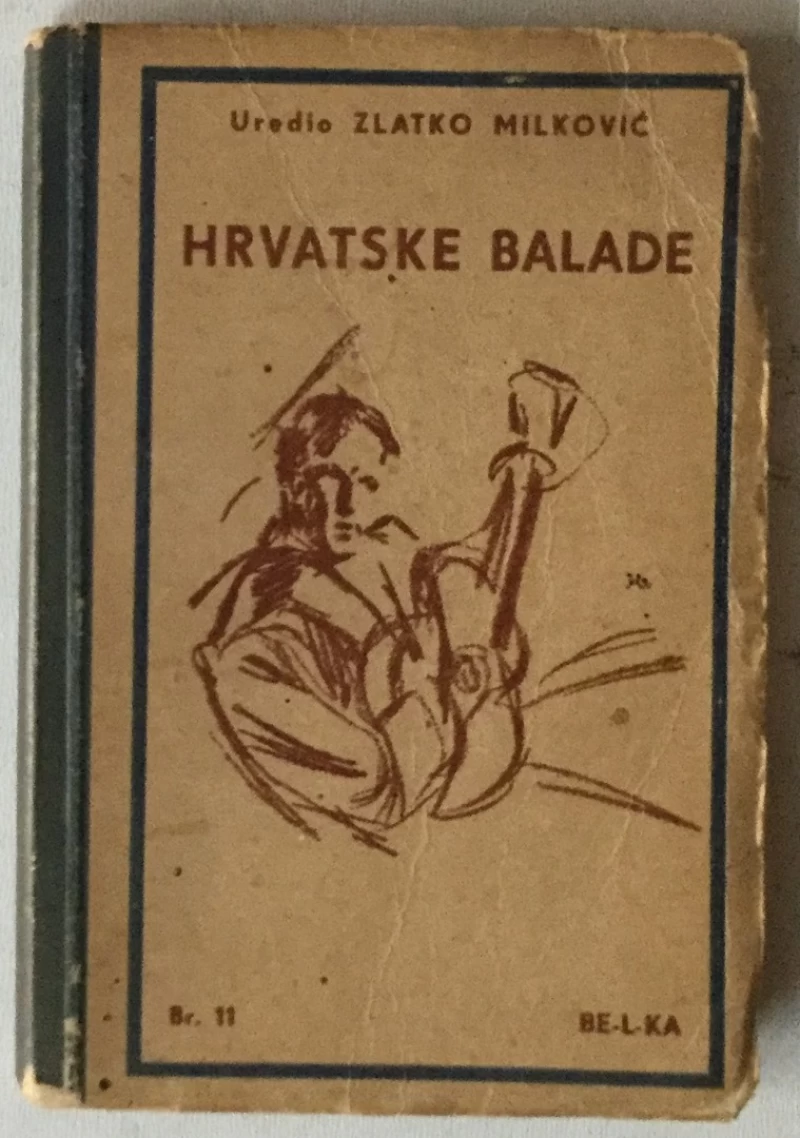 Uredio ZLATKO MILKOVIĆ
HRVATSKE BALADE
Br. 11
BE-L-KA